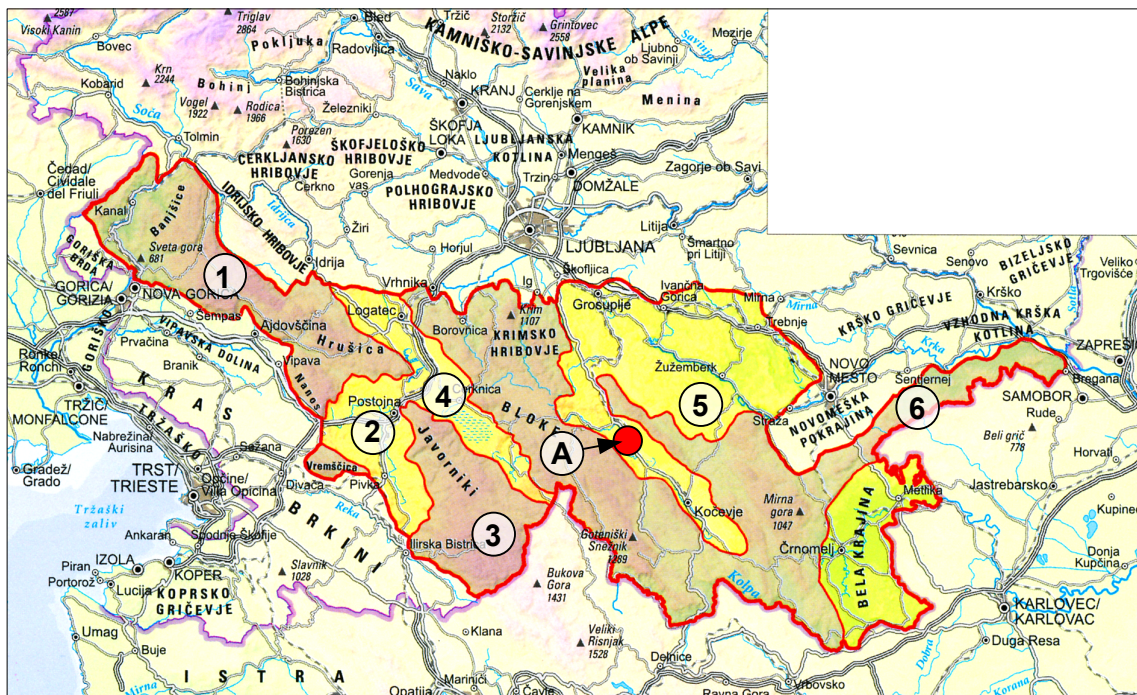 2587
Visoki Kanin
Bovec
Triglav
2864
Pokljuka
Bled
Radovljica
Tržič
Storžič
2132
Grintovec
2558
KAMNIŠKO-SAVINJSKE ALPE
Ljubno
ob Savinji
Savinja
Mozirje
Krn
2244
Kobarid
Bohinj
Bohinjska
Bistrica
Vogel
1922
Rodica
1966
Železniki
Naklo
KRANJ
Sava
Cerklje na
Gorenjskem
Velika
planina
Menina
KAMNIK
Soča
Tolmin
Porezen
1630
ŠKOFJELOŠKO
HRIBOVJE
ŠKOFJA
LOKA
LJUBLJANSKA
KOTLINA
Mengeš
Trzin
DOMŽALE
Zagorje ob Savi
CERKLJANSKO
HRIBOVJE
Cerkno
Gorenja
vas
Medvode
POLHOGRAJSKO
HRIBOVJE
Čedad/
Cividale
del Friuli
Kanal
Banjšice
IDRIJSKO HRIBOVJE
Idrijca
Idrija
Žiri
Horjul
LJUBLJANA
Litija
Šmartno
pri Litiji
Sevnica
Senovo
BIZELJSKO
GRIČEVJE
Veliko
Trgovišće
Sveta gora
681
GORIŠKA
BRDA
1
GORICA/
GORIZIA
NOVA GORICA
Šempas
Vrhnika
Ig
Škofljica
Grosuplje
Ivančna
Gorica
Mirna
Mirna
Trebnje
KRŠKO GRIČEVJE
Krško
Sotla
VZHODNA KRŠKA
KOTLINA
Logatec
Borovnica
Krim
1107
KRIMSKO
HRIBOVJE
Ajdovščina
Hrušica
VIPAVSKA DOLINA
Prvačina
Branik
Vipava
Nanos
GORIŠKO
Ronke/
Ronchi
KRAS
TRŽIČ/
MONFALCONE
TRŽAŠKO
Nabrežina/
Aurisina
Sežana
Postojna
Cerknica
4
2
BLOKE
Žužemberk
5
NOVO
MESTO
Straža
NOVOMEŠKA
POKRAJINA
Šentjernej
Krka
6
ZAPREŠIĆ
Bregana
SAMOBOR
Rude
Beli grič
778
Horvati
A
Gradež/
Grado
TRST/
TRIESTE
Opčine/
Villa Opicina
Divača
Vremščica
Pivka
Javorniki
3
Reka
Ilirska Bistrica
BRKINI
Tržaški
zaliv
Ankaran
Spodnje Škofije
Slavnik
1028
IZOLA
KOPER
Piran
Portorož
Lucija
KOPRSKO
GRIČEVJE
Kočevje
Mirna
gora
1047
Goteniški
Snežnik
1289
Metlika
Jastrebarsko
Kupinec
Črnomelj
BELA KRAJINA
Donja
Kupčina
Kolpa
Bukova
Gora
1431
KARLOVEC/
KARLOVAC
Umag
Buje
Klana
Veliki
Risnjak
1528
Delnice
Duga Resa
Dobra
Mirna
ISTRA
Opatija
Marinići
Čavle
Ravna Gora
Vrbovsko
Korana